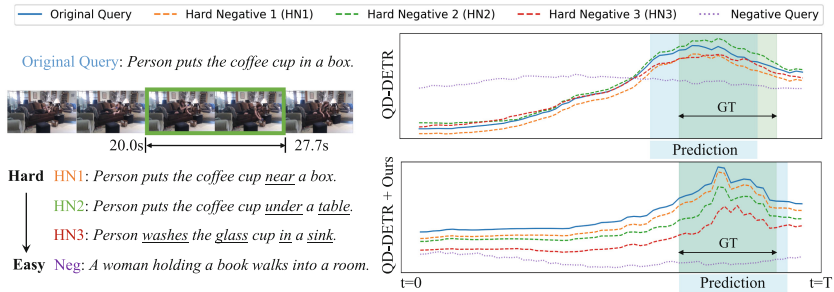 Original Query Hard Negative 1 (HN1) Hard Negative 2 (HN2) Hard Negative 3 (HN3) Negative Query
Original Query: Person puts the coffee cup in a box.
20.0s 27.7s
Hard HN1: Person puts the coffee cup near a box.
HN2: Person puts the coffee cup under a table.
HN3: Person washes the glass cup in a sink.
Easy Neg: A woman holding a book walks into a room.
QD-DETR
GT
Prediction
QD-DETR + Ours
GT
t=0 Prediction t=T